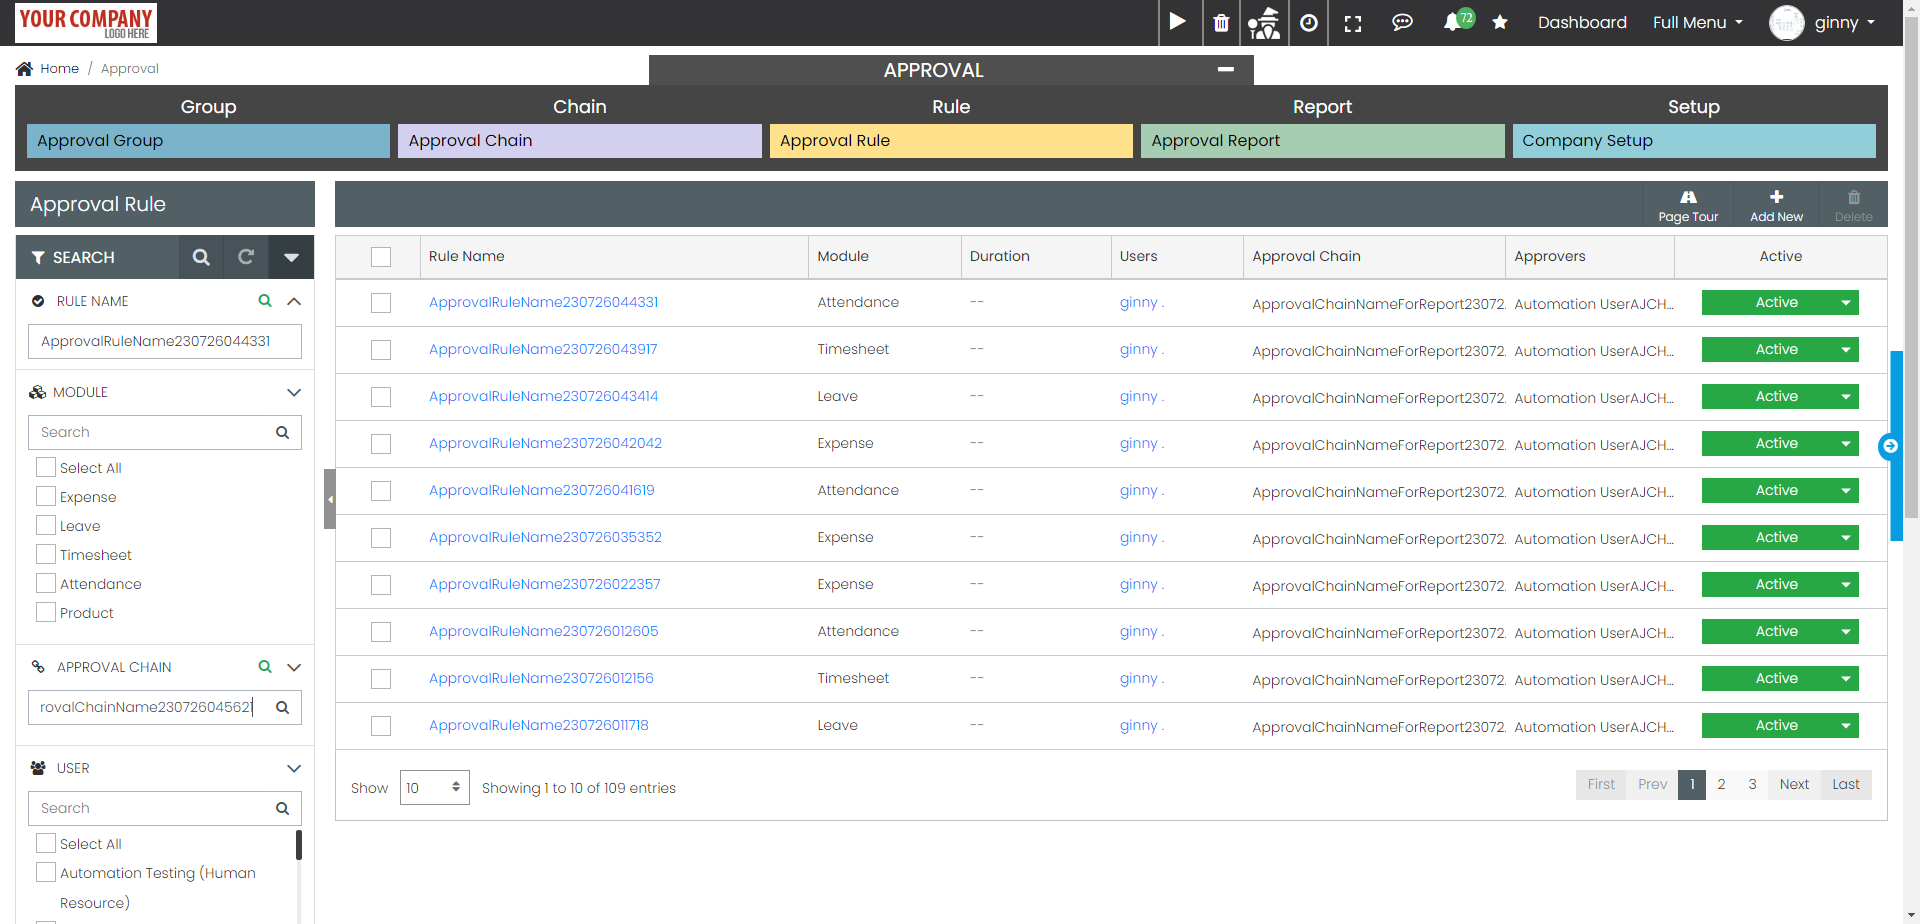 YOUR COMPANY
LOGO HERE
72
Dashboard
Full Menu
ginny
Home / Approval
APPROVAL
Group
Chain
Rule
Report
Setup
Approval Group
Approval Chain
Approval Rule
Approval Report
Company Setup
Approval Rule
Page Tour
Add New
Delete
SEARCH
RULE NAME
ApprovalRuleName230726044331
MODULE
Search
Select All
Expense
Leave
Timesheet
Attendance
Product
APPROVAL CHAIN
rovalChainName230726045621
USER
Search
Select All
Automation Testing (Human
Resource)
Rule Name Module Duration Users Approval Chain Approvers Active
ApprovalRuleName230726044331 Attendance -- ginny . ApprovalChainNameForReport23072. Automation UserAJCH... Active
ApprovalRuleName230726043917 Timesheet -- ginny . ApprovalChainNameForReport23072. Automation UserAJCH... Active
ApprovalRuleName230726043414 Leave -- ginny . ApprovalChainNameForReport23072. Automation UserAJCH... Active
ApprovalRuleName230726042042 Expense -- ginny . ApprovalChainNameForReport23072. Automation UserAJCH... Active
ApprovalRuleName230726041619 Attendance -- ginny . ApprovalChainNameForReport23072. Automation UserAJCH... Active
ApprovalRuleName230726035352 Expense -- ginny . ApprovalChainNameForReport23072. Automation UserAJCH... Active
ApprovalRuleName230726022357 Expense -- ginny . ApprovalChainNameForReport23072. Automation UserAJCH... Active
ApprovalRuleName230726012605 Attendance -- ginny . ApprovalChainNameForReport23072. Automation UserAJCH... Active
ApprovalRuleName230726012156 Timesheet -- ginny . ApprovalChainNameForReport23072. Automation UserAJCH... Active
ApprovalRuleName230726011718 Leave -- ginny . ApprovalChainNameForReport23072. Automation UserAJCH... Active
Show 10 Showing 1 to 10 of 109 entries
First Prev 1 2 3 Next Last